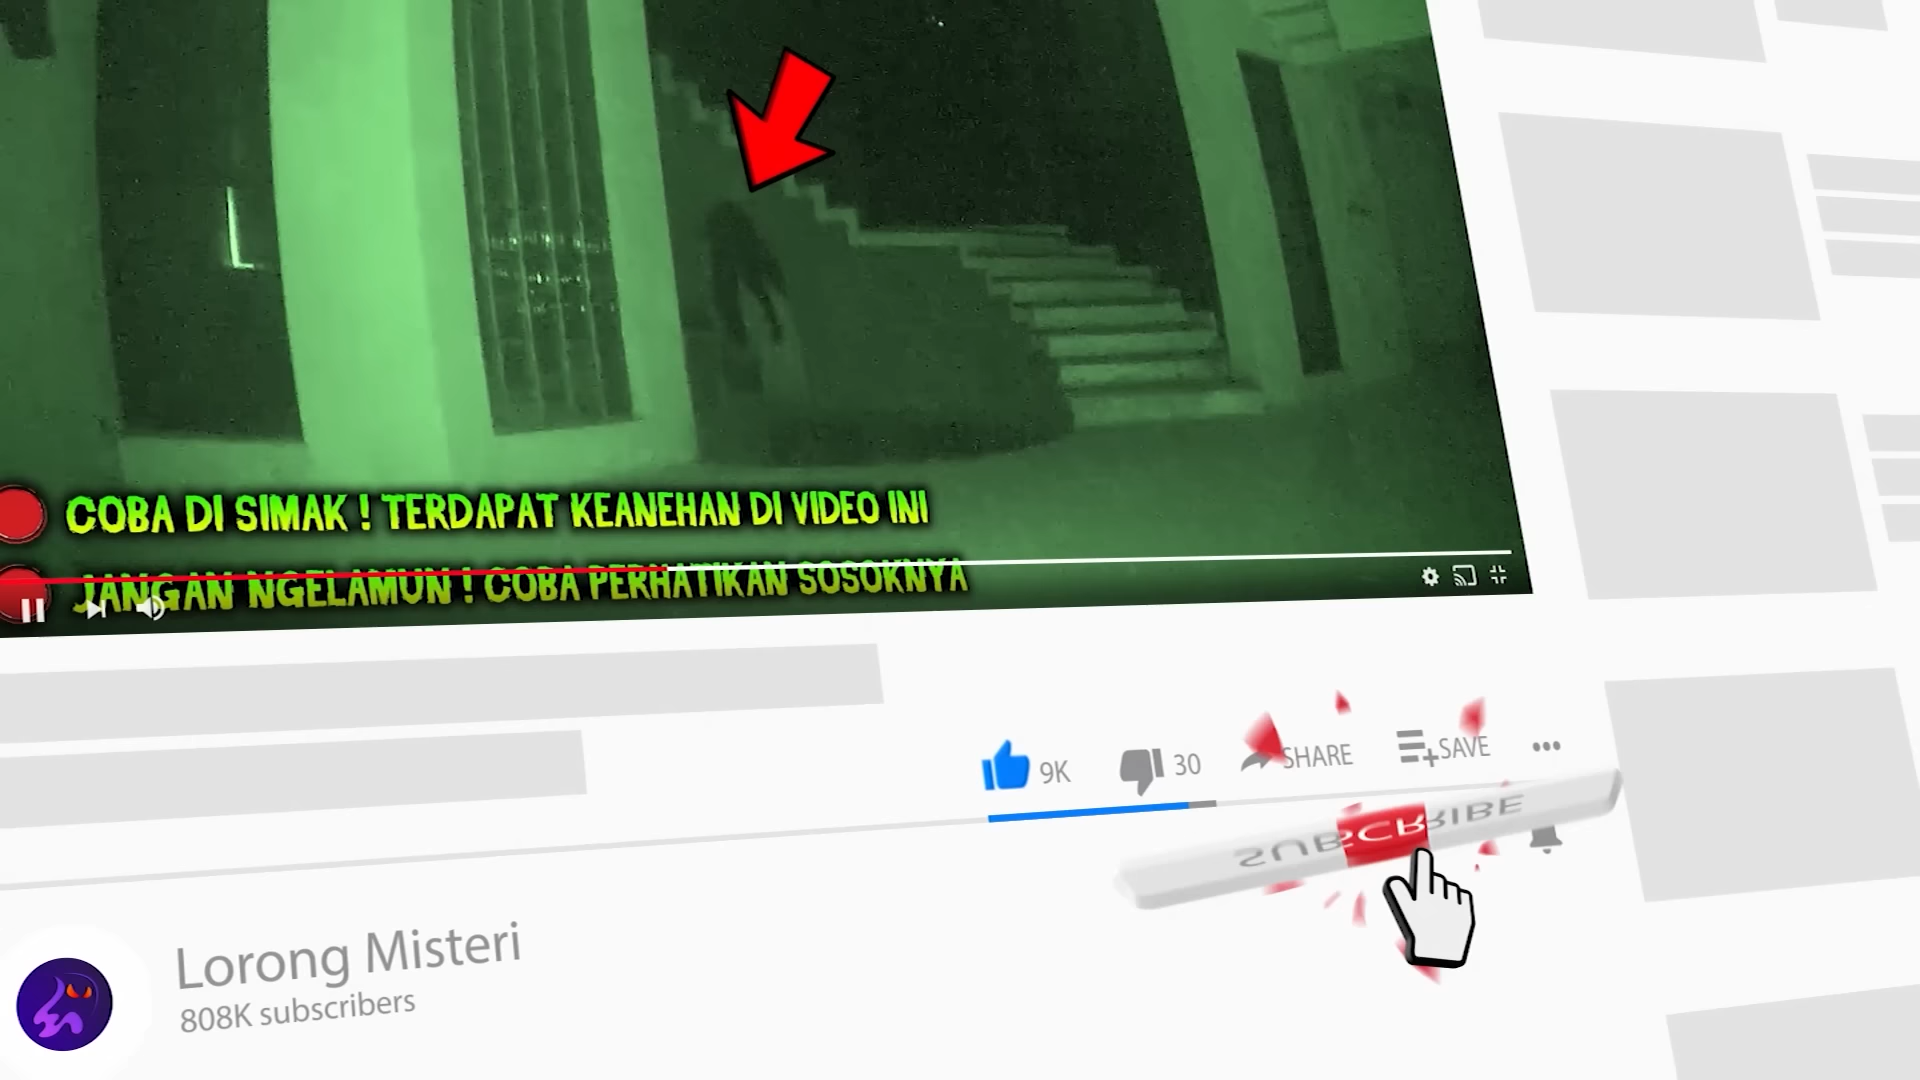 COBA DI SIMAK ! TERDAPAT KEANEHAN DI VIDEO INI
JANGAN NGELAMUN ! COBA PERHATIKAN SOSOKNYA
9K
30
SHARE
SAVE
SUBSCRIBE
Lorong Misteri
808K subscribers